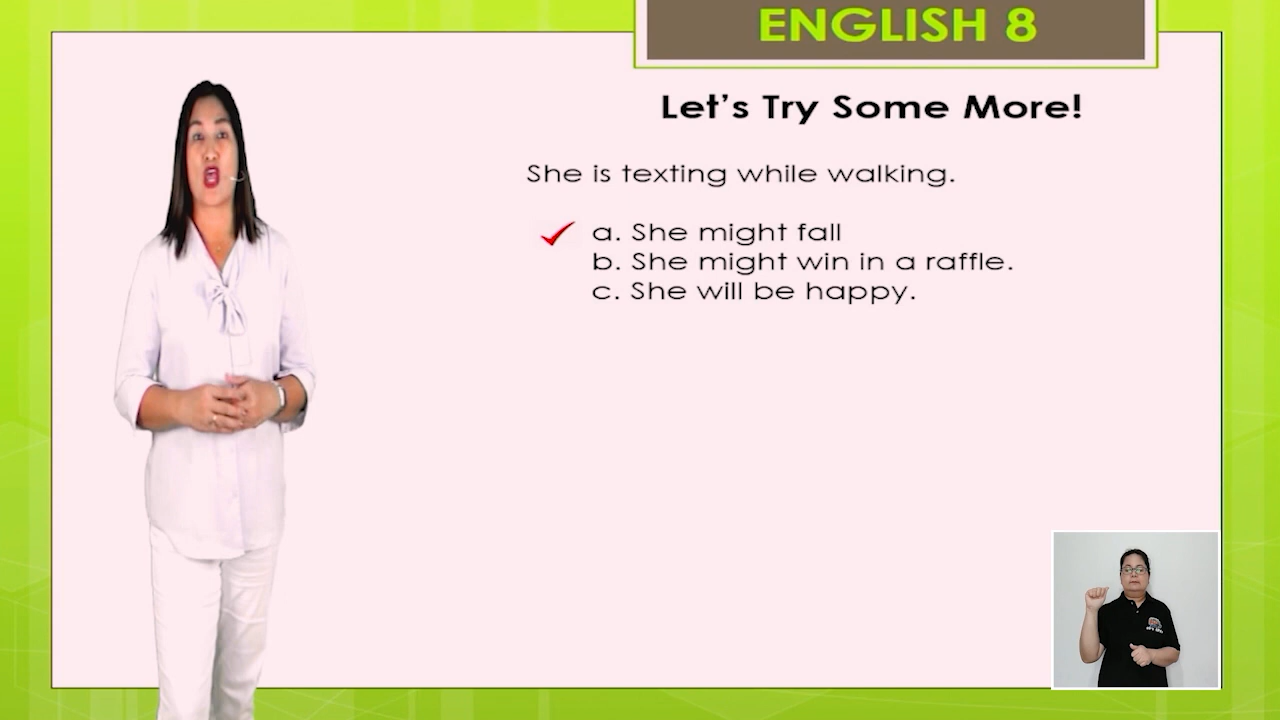 ENGLISH 8
Let's Try Some More!
She is texting while walking.
a. She might fall
b. She might win in a raffle.
c. She will be happy.